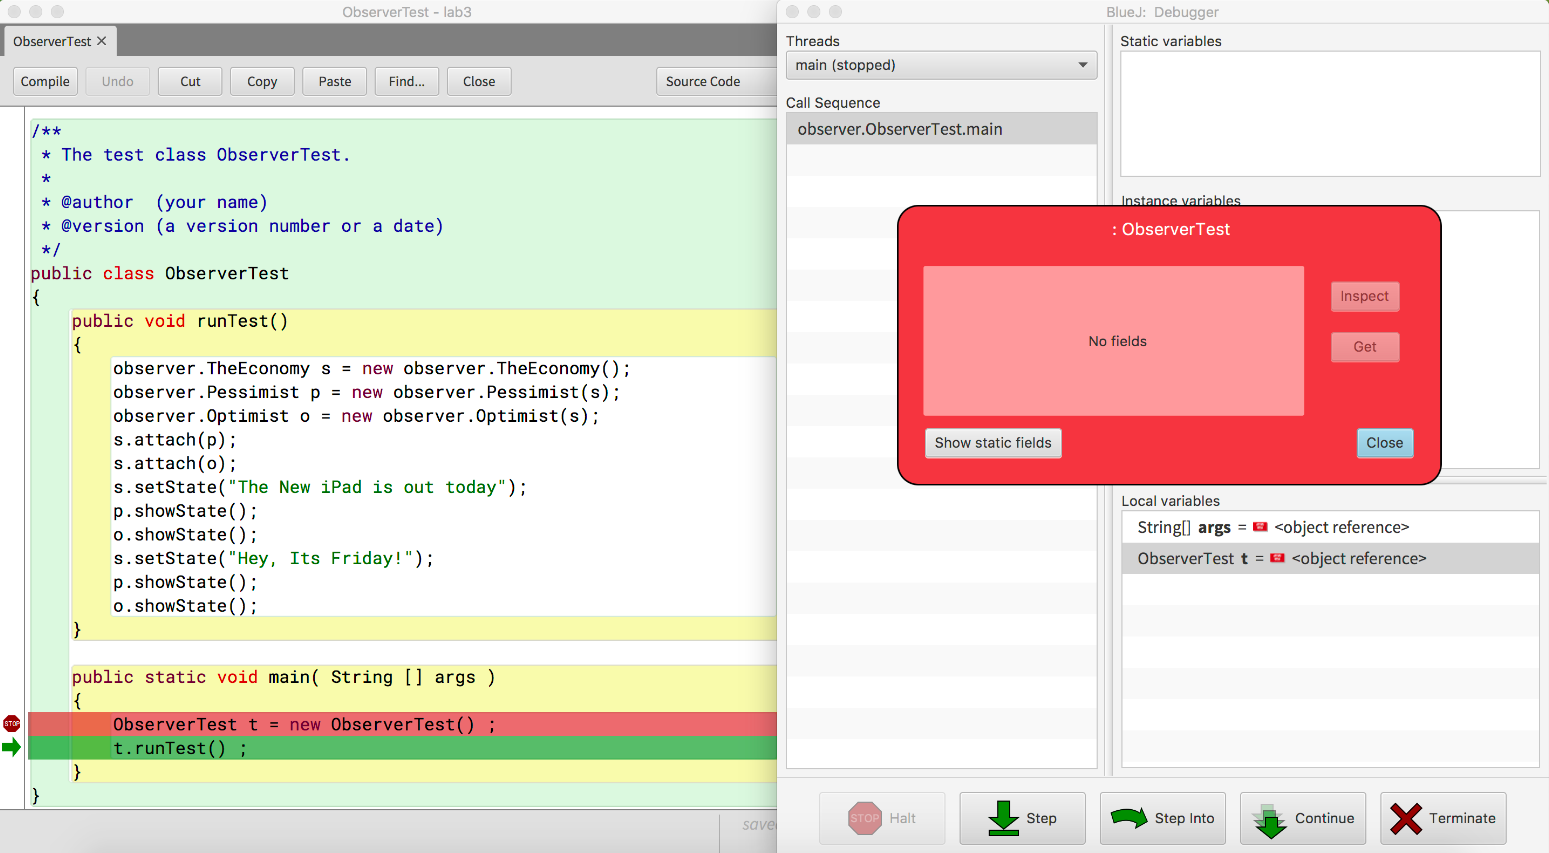 ObserverTest - lab3
ObserverTest ✕
Compile Undo Cut Copy Paste Find... Close Source Code
/**
 * The test class ObserverTest.
 *
 * @author  (your name)
 * @version (a version number or a date)
 */
public class ObserverTest
{
    public void runTest()
    {
        observer.TheEconomy s = new observer.TheEconomy();
        observer.Pessimist p = new observer.Pessimist(s);
        observer.Optimist o = new observer.Optimist(s);
        s.attach(p);
        s.attach(o);
        s.setState("The New iPad is out today");
        p.showState();
        o.showState();
        s.setState("Hey, Its Friday!");
        p.showState();
        o.showState();
    }
    public static void main( String [] args )
    {
STOP
        ObserverTest t = new ObserverTest() ;
        t.runTest() ;
    }
}
BlueJ:  Debugger
Threads
main (stopped)
Call Sequence
observer.ObserverTest.main
Static variables
Instance variables
: ObserverTest
No fields
Inspect
Get
Show static fields
Close
Local variables
String[] args = <object reference>
ObserverTest t = <object reference>
STOP Halt Step Step Into Continue Terminate